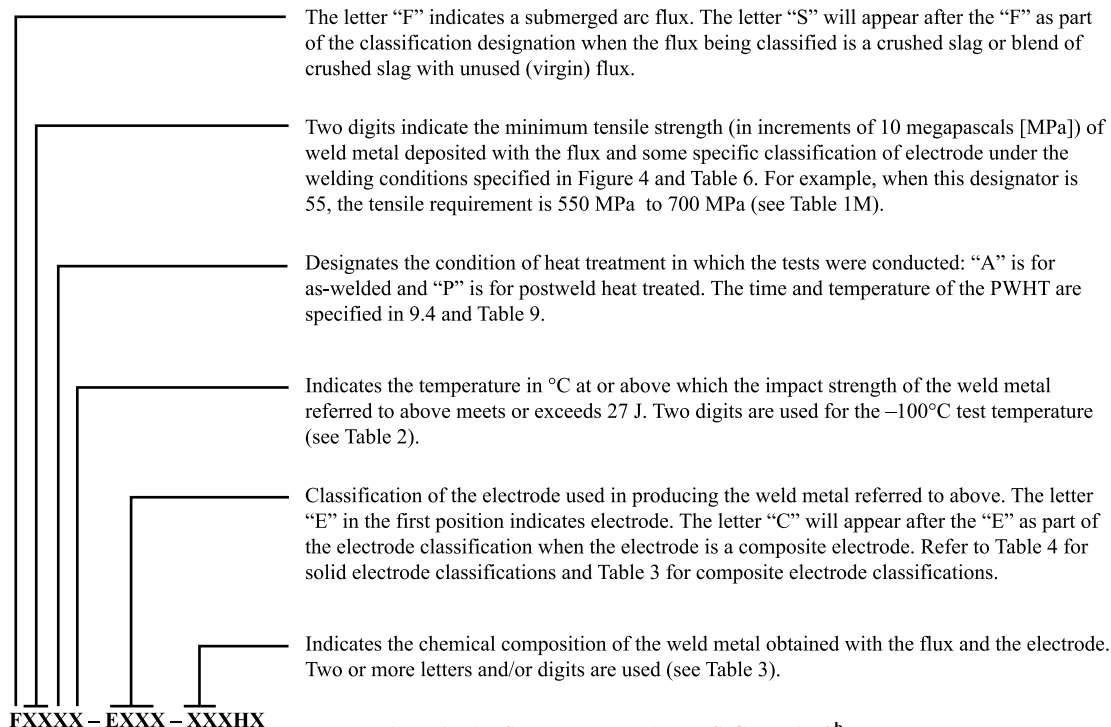 The letter “F” indicates a submerged arc flux. The letter “S” will appear after the “F” as part
of the classification designation when the flux being classified is a crushed slag or blend of
crushed slag with unused (virgin) flux.
Two digits indicate the minimum tensile strength (in increments of 10 megapascals [MPa]) of
weld metal deposited with the flux and some specific classification of electrode under the
welding conditions specified in Figure 4 and Table 6. For example, when this designator is
55, the tensile requirement is 550 MPa to 700 MPa (see Table 1M).
Designates the condition of heat treatment in which the tests were conducted: “A” is for
as-welded and “P” is for postweld heat treated. The time and temperature of the PWHT are
specified in 9.4 and Table 9.
Indicates the temperature in °C at or above which the impact strength of the weld metal
referred to above meets or exceeds 27 J. Two digits are used for the –100°C test temperature
(see Table 2).
Classification of the electrode used in producing the weld metal referred to above. The letter
“E” in the first position indicates electrode. The letter “C” will appear after the “E” as part of
the electrode classification when the electrode is a composite electrode. Refer to Table 4 for
solid electrode classifications and Table 3 for composite electrode classifications.
Indicates the chemical composition of the weld metal obtained with the flux and the electrode.
Two or more letters and/or digits are used (see Table 3).
FXXXX – EXXX – XXXHX